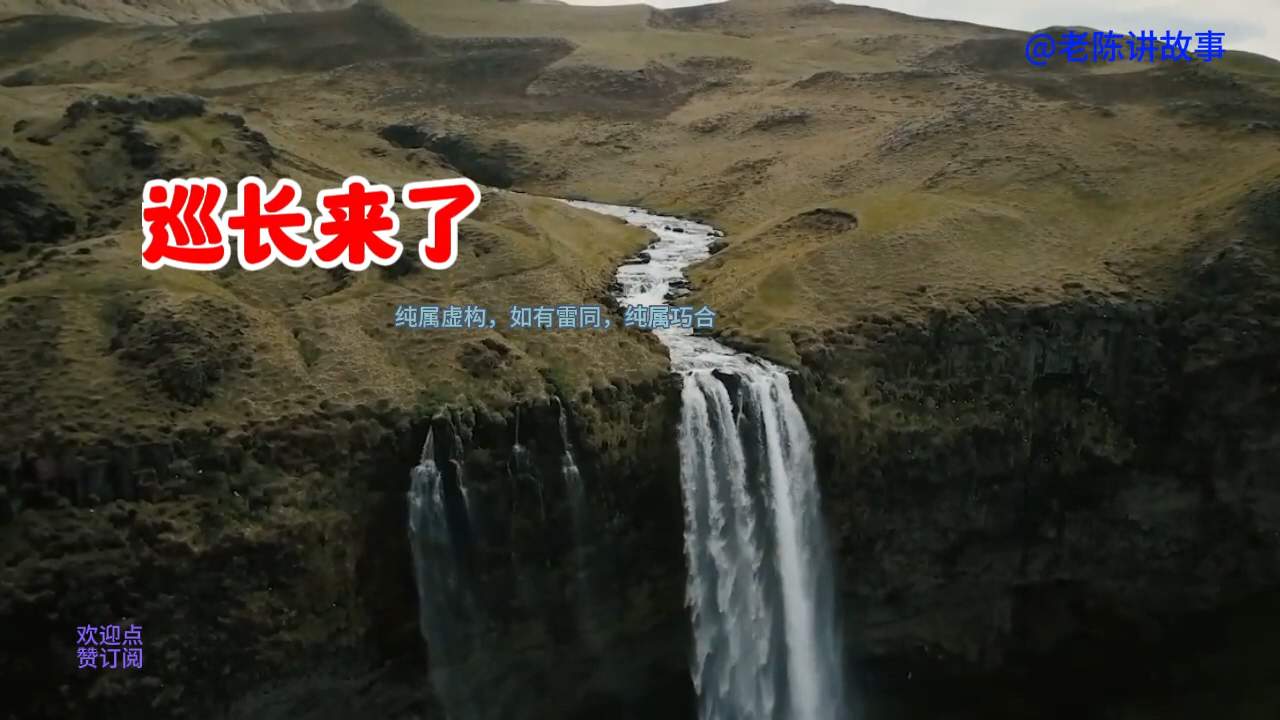 @老陈讲故事
巡长来了
纯属虚构，如有雷同，纯属巧合
欢迎点
赞订阅